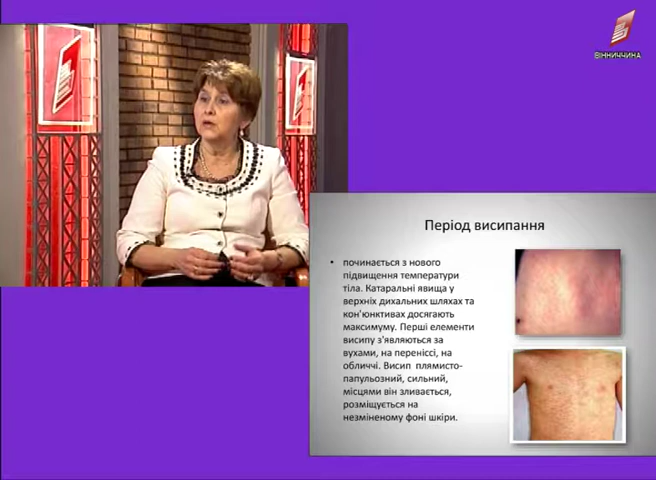 ВІННИЧЧИНА
Період висипання
• починається з нового
підвищення температури
тіла. Катаральні явища у
верхніх дихальних шляхах та
кон'юнктивах досягають
максимуму. Перші елементи
висипу з'являються за
вухами, на переніссі, на
обличчі. Висип плямисто-
папульозний, сильний,
місцями він зливається,
розміщується на
незміненому фоні шкіри.